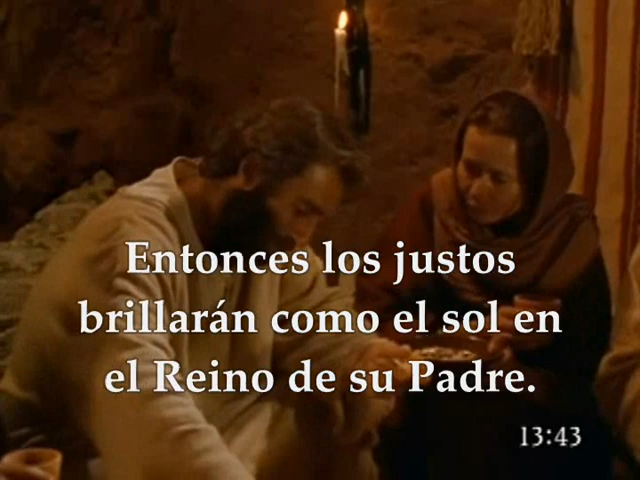 Entonces los justos
brillarán como el sol en
el Reino de su Padre.
13:43